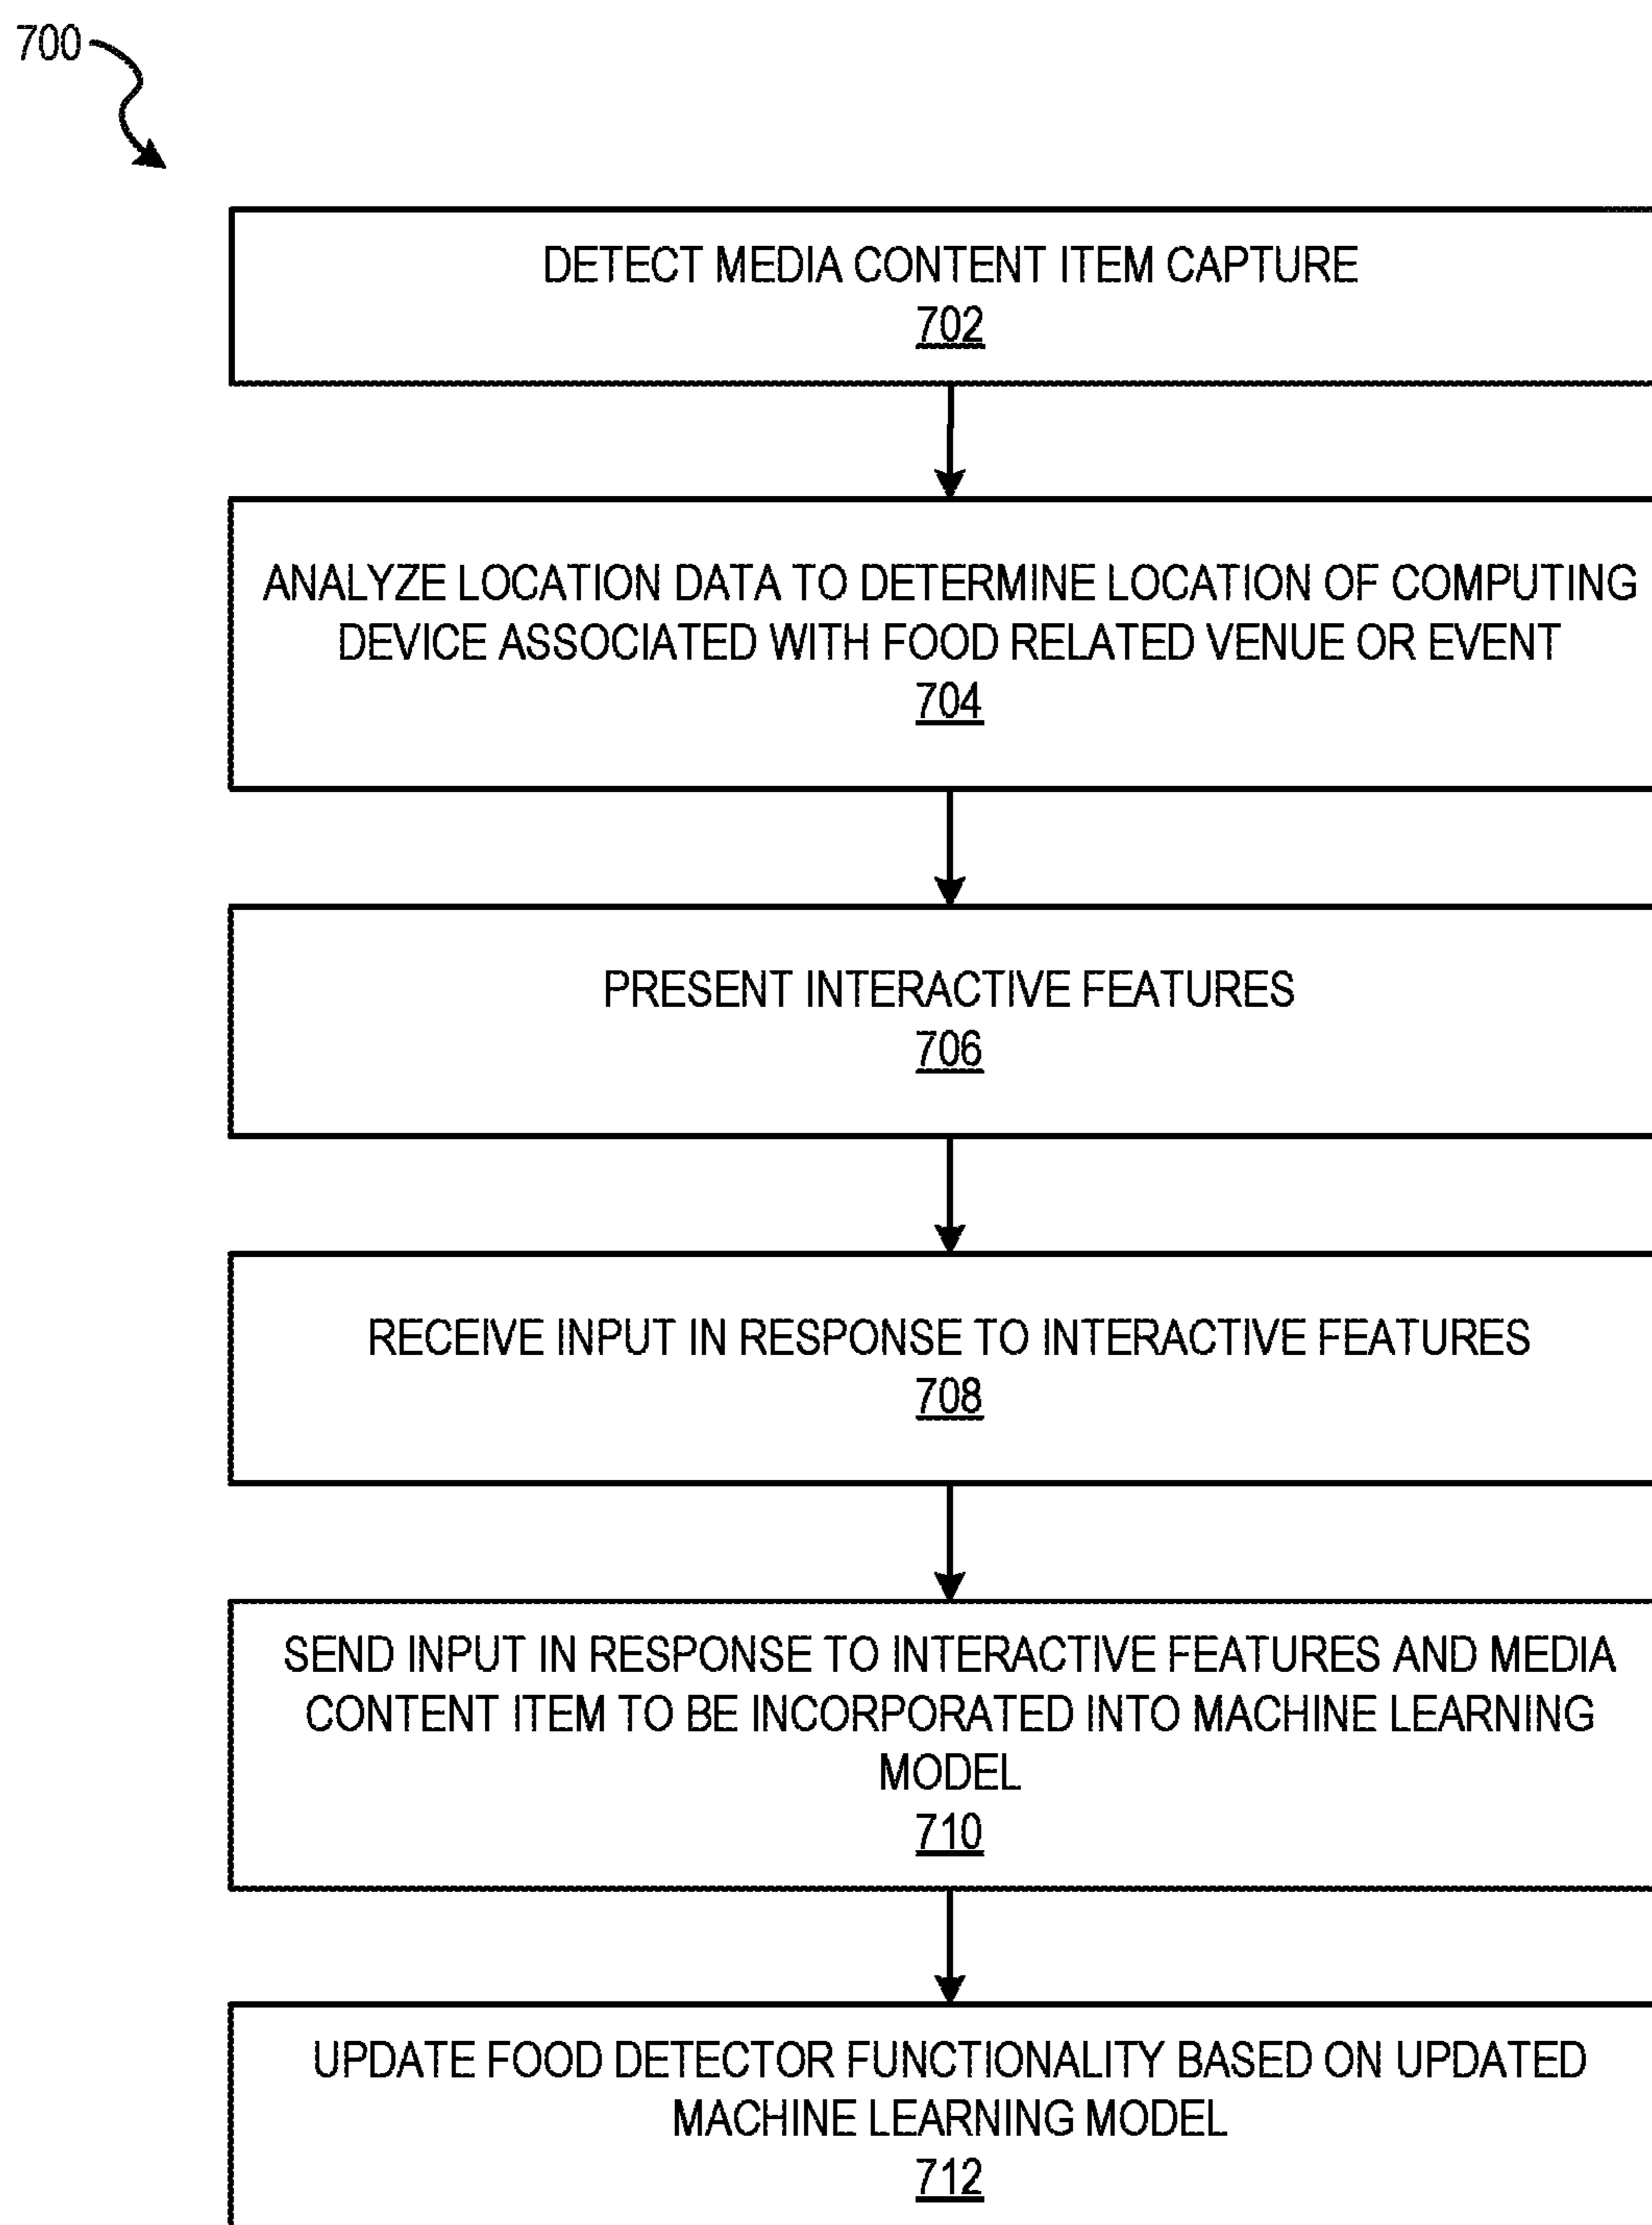 700
DETECT MEDIA CONTENT ITEM CAPTURE
702
ANALYZE LOCATION DATA TO DETERMINE LOCATION OF COMPUTING
DEVICE ASSOCIATED WITH FOOD RELATED VENUE OR EVENT
704
PRESENT INTERACTIVE FEATURES
706
RECEIVE INPUT IN RESPONSE TO INTERACTIVE FEATURES
708
SEND INPUT IN RESPONSE TO INTERACTIVE FEATURES AND MEDIA
CONTENT ITEM TO BE INCORPORATED INTO MACHINE LEARNING
MODEL
710
UPDATE FOOD DETECTOR FUNCTIONALITY BASED ON UPDATED
MACHINE LEARNING MODEL
712